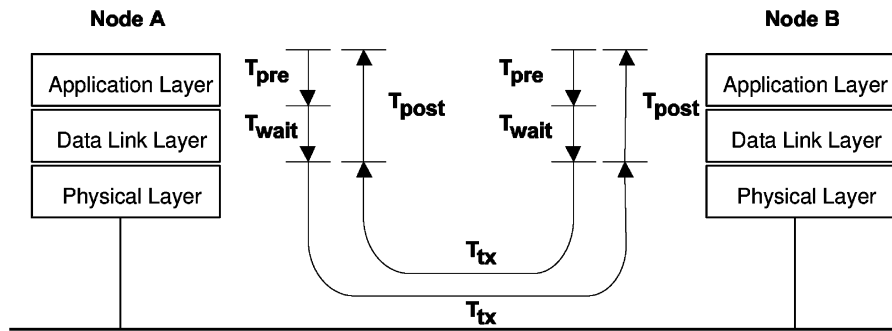 Node A
Node B
Application Layer
Data Link Layer
Physical Layer
Tpre
Twait
Tpost
Tpre
Twait
Tpost
Application Layer
Data Link Layer
Physical Layer
Ttx
Ttx